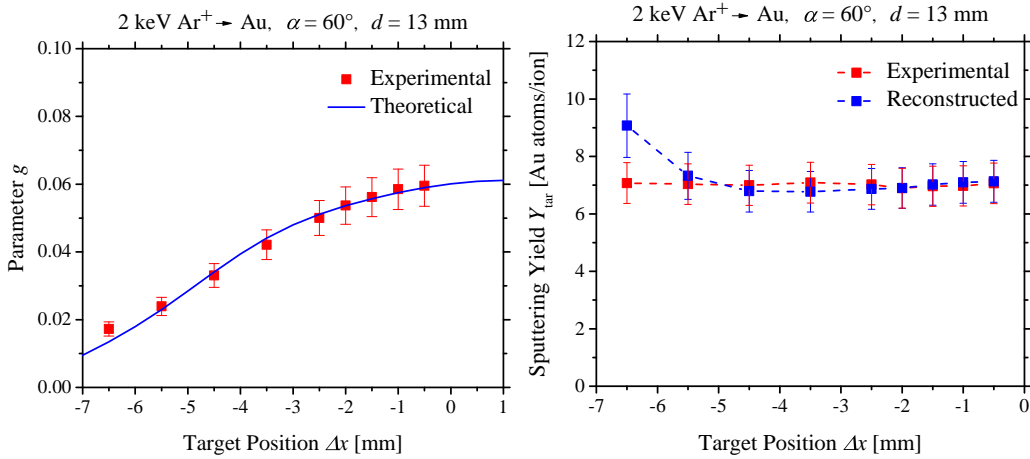 2 keV Ar⁺ → Au, α = 60°, d = 13 mm
0.10
0.08
0.06
0.04
0.02
0.00
Parameter g
Experimental
Theoretical
-7 -6 -5 -4 -3 -2 -1 0 1
Target Position Δx [mm]
2 keV Ar⁺ → Au, α = 60°, d = 13 mm
12
10
8
6
4
2
0
Sputtering Yield Y_tar [Au atoms/ion]
Experimental
Reconstructed
-7 -6 -5 -4 -3 -2 -1 0
Target Position Δx [mm]